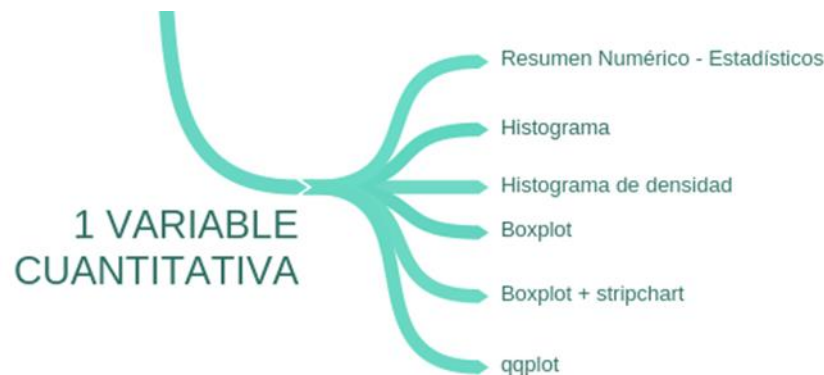 Resumen Numérico - Estadísticos
Histograma
Histograma de densidad
1 VARIABLE
CUANTITATIVA
Boxplot
Boxplot + stripchart
qqplot